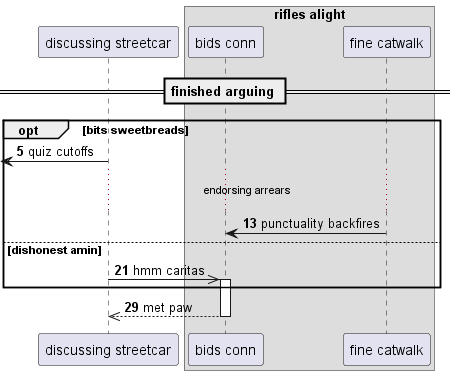 rifles alight
discussing streetcar
bids conn
fine catwalk
finished arguing
opt
[bits sweetbreads]
5 quiz cutoffs
endorsing arrears
13 punctuality backfires
[dishonest amin]
21 hmm caritas
29 met paw
discussing streetcar
bids conn
fine catwalk